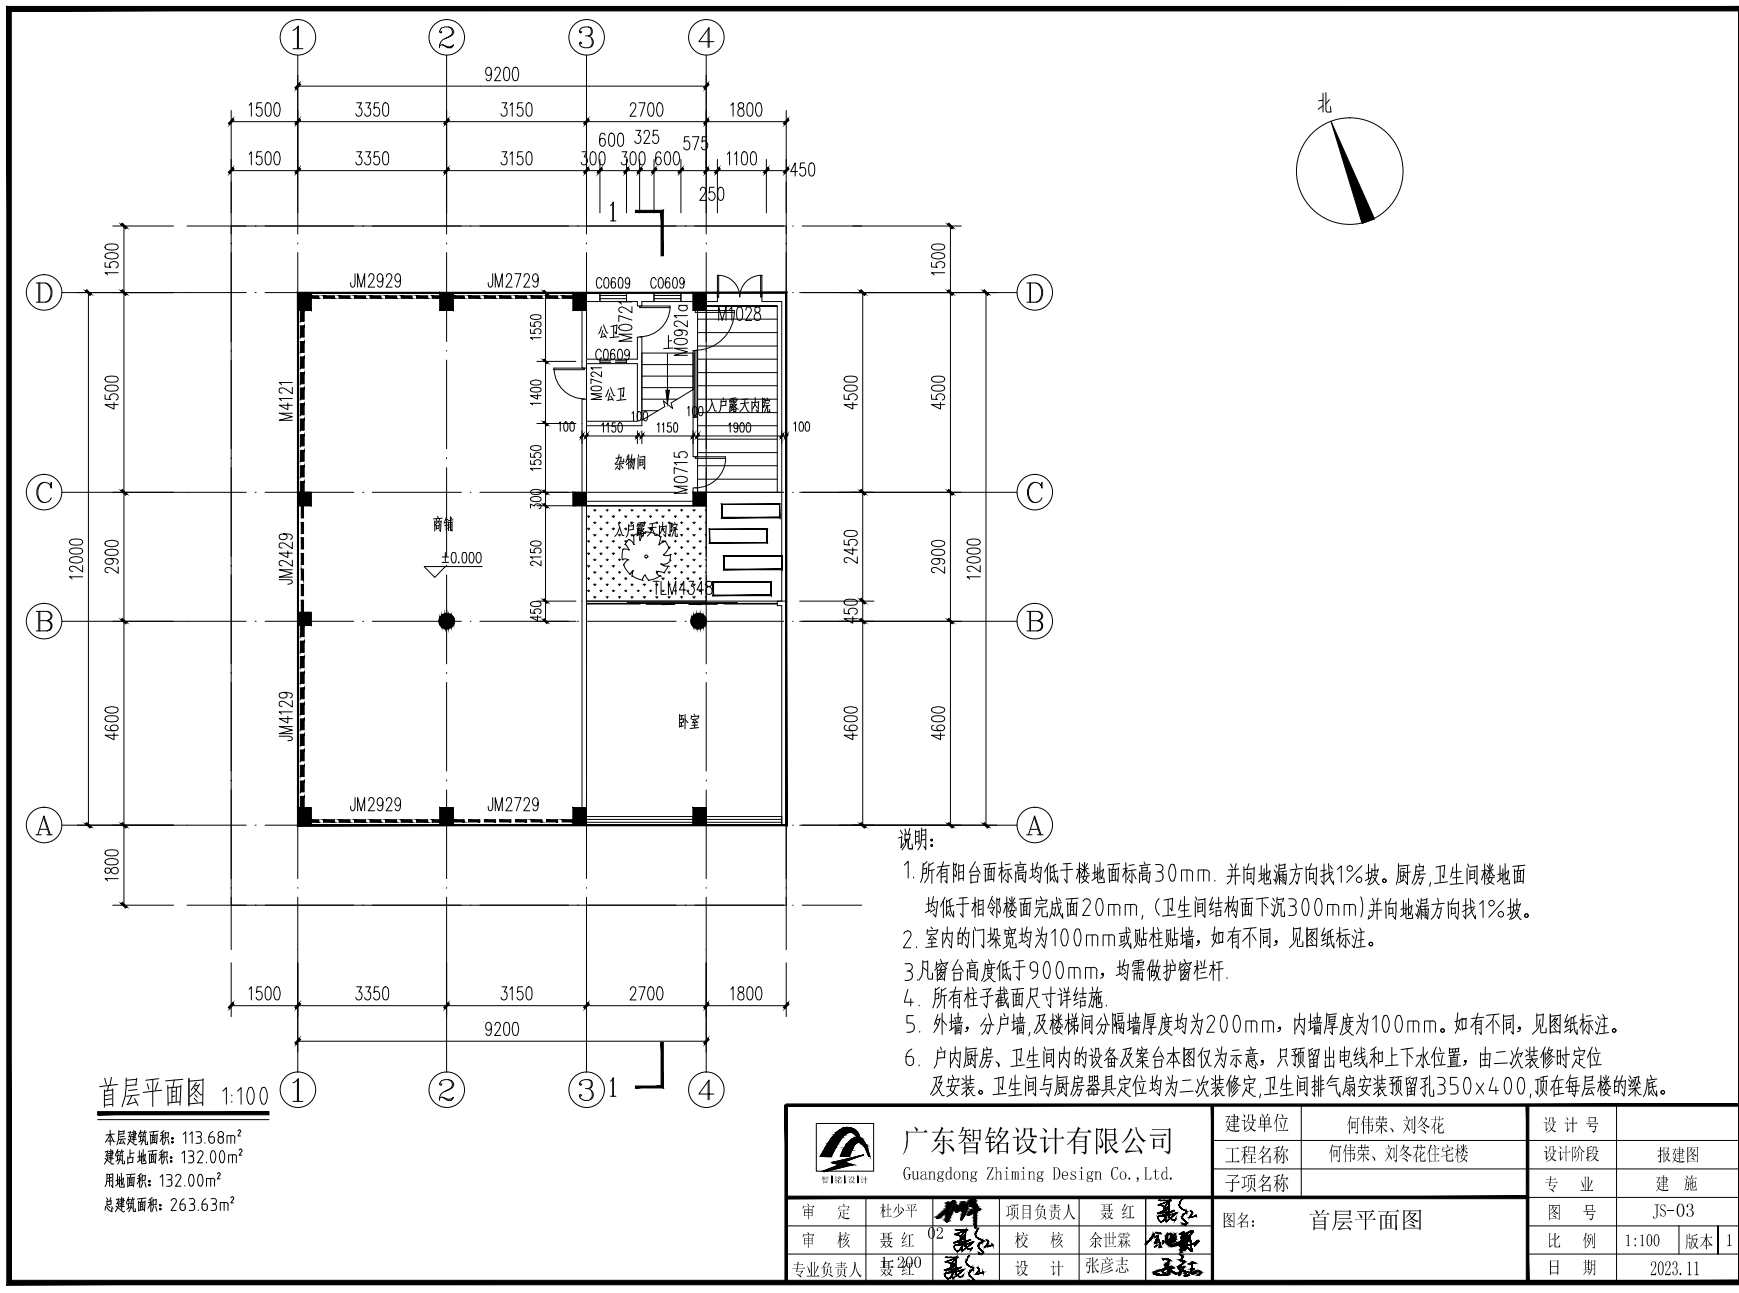 1 2 3 4
9200
1500 3350 3150 2700 1800
600 325 575
1500 3350 3150 300 300 600 1100 450
250
1
北
1500 1500
JM2929 JM2729 C0609 C0609
D D
M1028
1550 公卫 M0721 M0921a
上
C0609
4500 M4121 1400 M0721 公卫 4500 4500
入户露天内院
100 100
100 1150 1150 1900 100
1550 杂物间 M0715
C C
300
商铺 入户露天内院
±0.000
12000 2900 JM2429 2150 2450 2900 12000
TLM4348
450 450
B B
4600 JM4129 卧室 4600 4600
JM2929 JM2729
A A
1800
说明：
1.所有阳台面标高均低于楼地面标高30mm. 并向地漏方向找1%坡。厨房,卫生间楼地面
均低于相邻楼面完成面20mm,（卫生间结构面下沉300mm)并向地漏方向找1%坡。
2. 室内的门垛宽均为100mm或贴柱贴墙，如有不同，见图纸标注。
3凡窗台高度低于900mm，均需做护窗栏杆.
4. 所有柱子截面尺寸详结施.
5. 外墙，分户墙,及楼梯间分隔墙厚度均为200mm，内墙厚度为100mm。如有不同，见图纸标注。
6. 户内厨房、卫生间内的设备及案台本图仅为示意，只预留出电线和上下水位置，由二次装修时定位
及安装。卫生间与厨房器具定位均为二次装修定,卫生间排气扇安装预留孔350×400,顶在每层楼的梁底。
1500 3350 3150 2700 1800
9200
1 2 3 1 4
首层平面图 1:100
本层建筑面积：113.68m²
建筑占地面积：132.00m²
用地面积：132.00m²
总建筑面积：263.63m²
智铭设计
广东智铭设计有限公司
Guangdong Zhiming Design Co.,Ltd.
建设单位 何伟荣、刘冬花 设计号
工程名称 何伟荣、刘冬花住宅楼 设计阶段 报建图
子项名称 专 业 建 施
审 定 杜少平 项目负责人 聂 红 图名： 首层平面图 图 号 JS-03
审 核 聂 红 02 校 核 余世霖 比 例 1:100 版本 1
专业负责人 聂 红 1:200 设 计 张彦志 日 期 2023.11